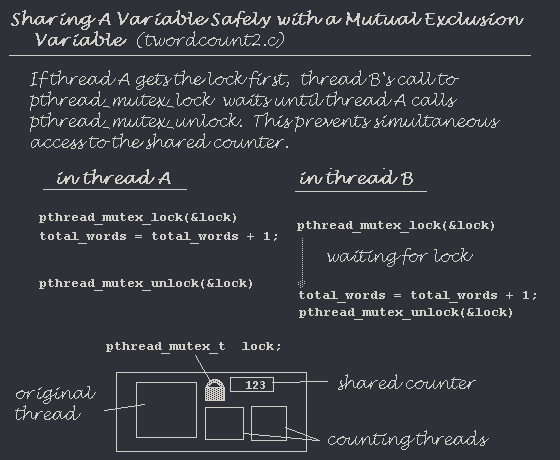 Sharing A Variable Safely with a Mutual Exclusion
Variable (twordcount2.c)
If thread A gets the lock first, thread B's call to
pthread_mutex_lock waits until thread A calls
pthread_mutex_unlock. This prevents simultaneous
access to the shared counter.
in thread A
in thread B
pthread_mutex_lock(&lock)
total_words = total_words + 1;
pthread_mutex_unlock(&lock)
pthread_mutex_lock(&lock)
waiting for lock
total_words = total_words + 1;
pthread_mutex_unlock(&lock)
pthread_mutex_t lock;
123
shared counter
original
thread
counting threads